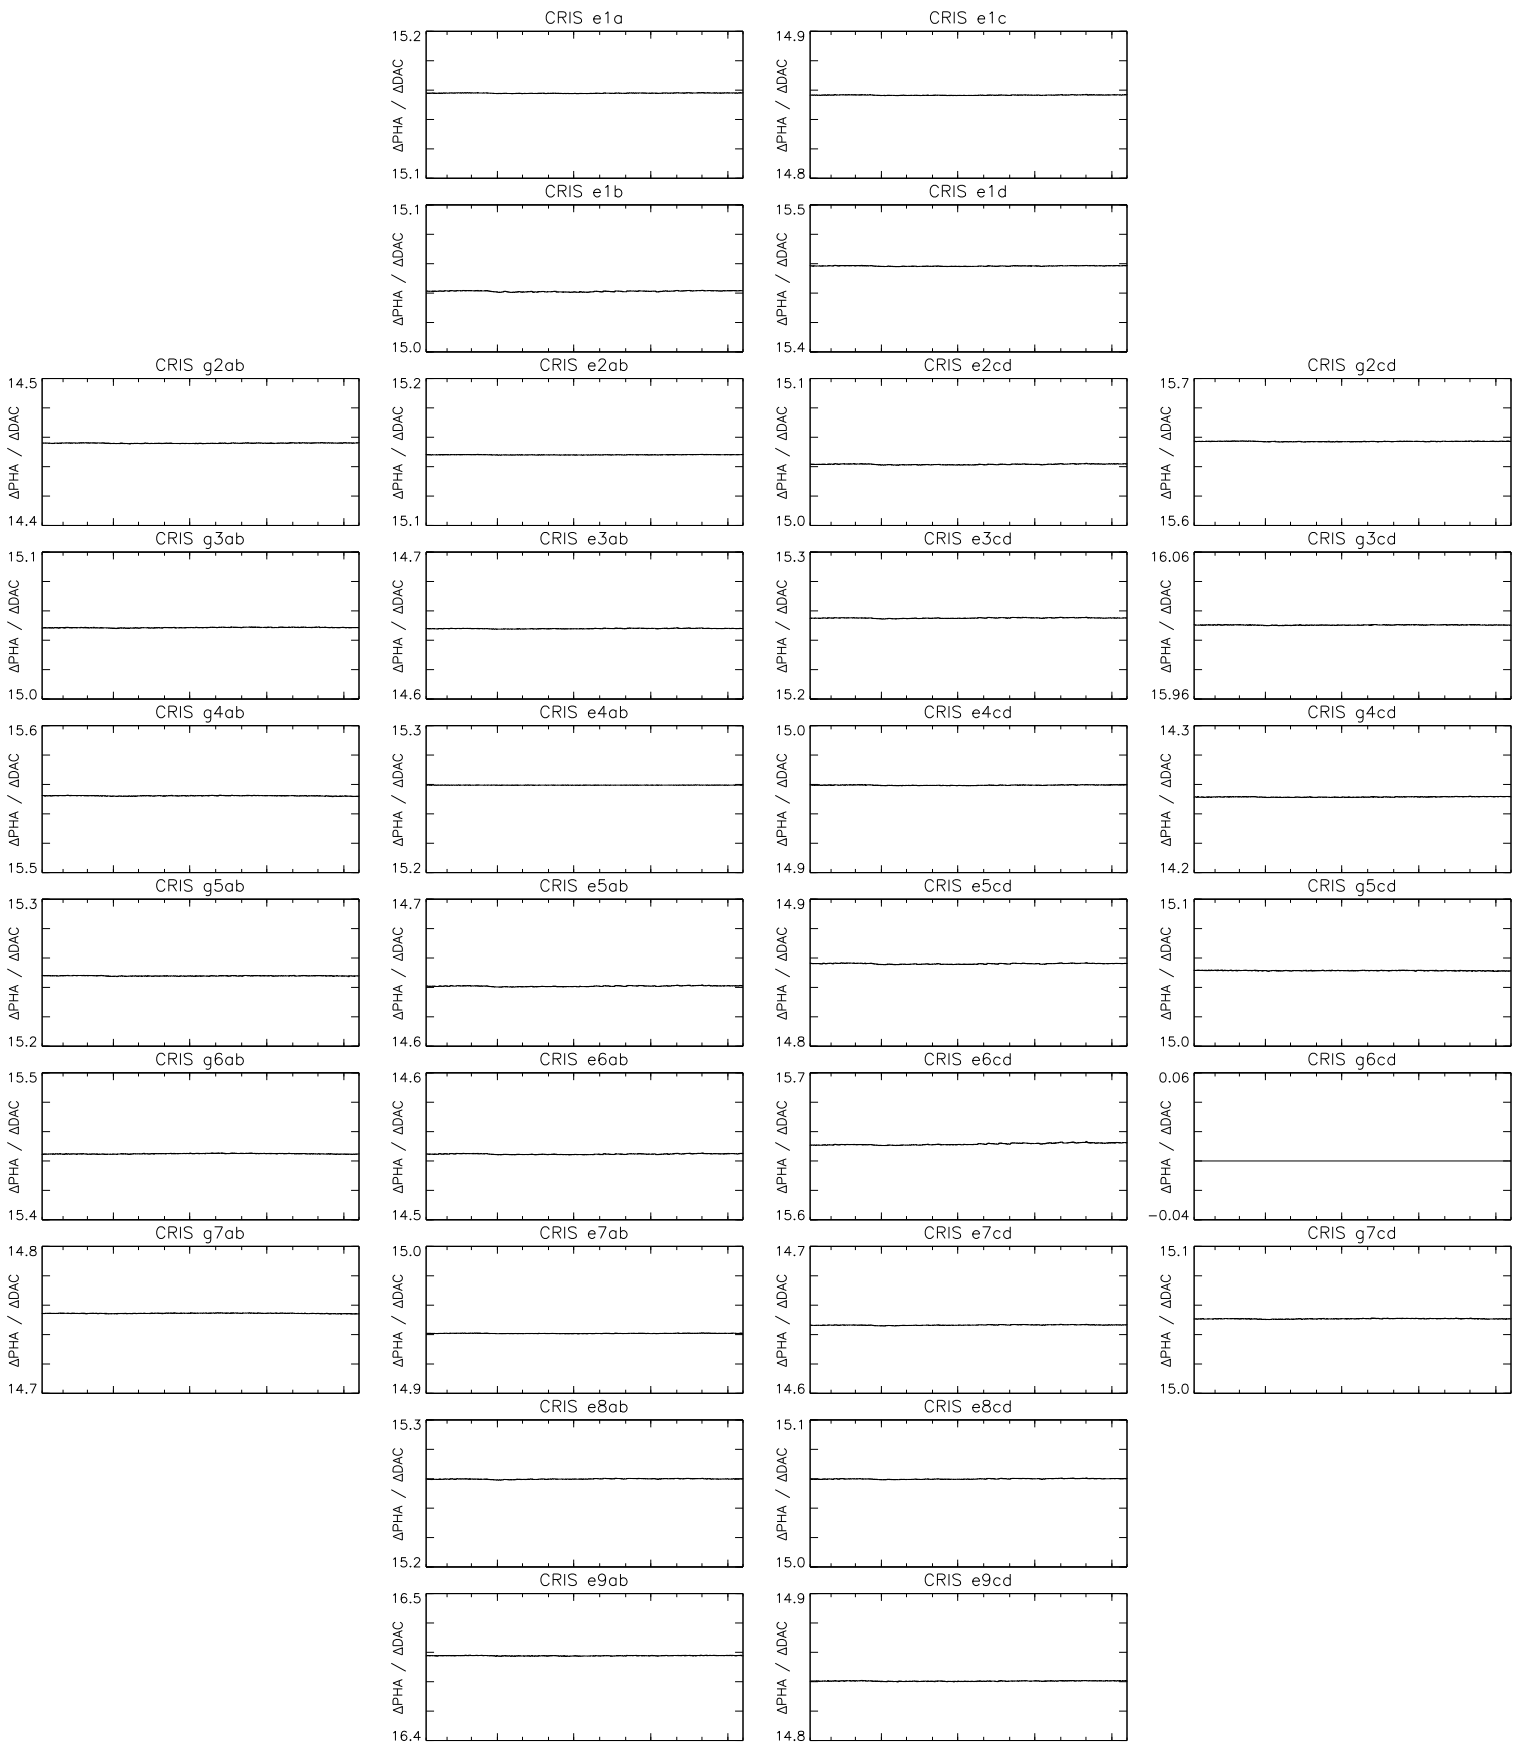 CRIS e1a
15.2
ΔPHA / ΔDAC
15.1
CRIS e1c
14.9
ΔPHA / ΔDAC
14.8
CRIS e1b
15.1
ΔPHA / ΔDAC
15.0
CRIS e1d
15.5
ΔPHA / ΔDAC
15.4
CRIS g2ab
14.5
ΔPHA / ΔDAC
14.4
CRIS e2ab
15.2
ΔPHA / ΔDAC
15.1
CRIS e2cd
15.1
ΔPHA / ΔDAC
15.0
CRIS g2cd
15.7
ΔPHA / ΔDAC
15.6
CRIS g3ab
15.1
ΔPHA / ΔDAC
15.0
CRIS e3ab
14.7
ΔPHA / ΔDAC
14.6
CRIS e3cd
15.3
ΔPHA / ΔDAC
15.2
CRIS g3cd
16.06
ΔPHA / ΔDAC
15.96
CRIS g4ab
15.6
ΔPHA / ΔDAC
15.5
CRIS e4ab
15.3
ΔPHA / ΔDAC
15.2
CRIS e4cd
15.0
ΔPHA / ΔDAC
14.9
CRIS g4cd
14.3
ΔPHA / ΔDAC
14.2
CRIS g5ab
15.3
ΔPHA / ΔDAC
15.2
CRIS e5ab
14.7
ΔPHA / ΔDAC
14.6
CRIS e5cd
14.9
ΔPHA / ΔDAC
14.8
CRIS g5cd
15.1
ΔPHA / ΔDAC
15.0
CRIS g6ab
15.5
ΔPHA / ΔDAC
15.4
CRIS e6ab
14.6
ΔPHA / ΔDAC
14.5
CRIS e6cd
15.7
ΔPHA / ΔDAC
15.6
CRIS g6cd
0.06
ΔPHA / ΔDAC
-0.04
CRIS g7ab
14.8
ΔPHA / ΔDAC
14.7
CRIS e7ab
15.0
ΔPHA / ΔDAC
14.9
CRIS e7cd
14.7
ΔPHA / ΔDAC
14.6
CRIS g7cd
15.1
ΔPHA / ΔDAC
15.0
CRIS e8ab
15.3
ΔPHA / ΔDAC
15.2
CRIS e8cd
15.1
ΔPHA / ΔDAC
15.0
CRIS e9ab
16.5
ΔPHA / ΔDAC
16.4
CRIS e9cd
14.9
ΔPHA / ΔDAC
14.8